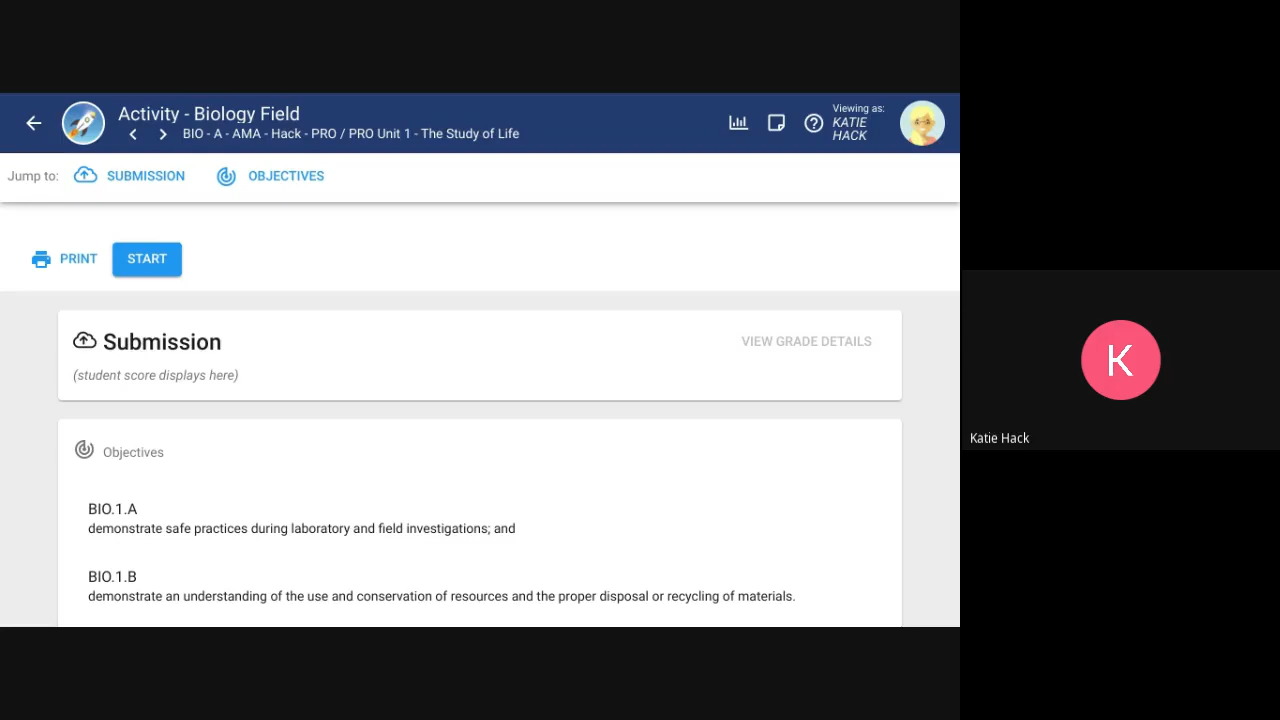 Activity - Biology Field
BIO - A - AMA - Hack - PRO / PRO Unit 1 - The Study of Life
Viewing as:
KATIE
HACK
Jump to: SUBMISSION OBJECTIVES
PRINT START
Submission
VIEW GRADE DETAILS
(student score displays here)
Objectives
BIO.1.A
demonstrate safe practices during laboratory and field investigations; and
BIO.1.B
demonstrate an understanding of the use and conservation of resources and the proper disposal or recycling of materials.
K
Katie Hack